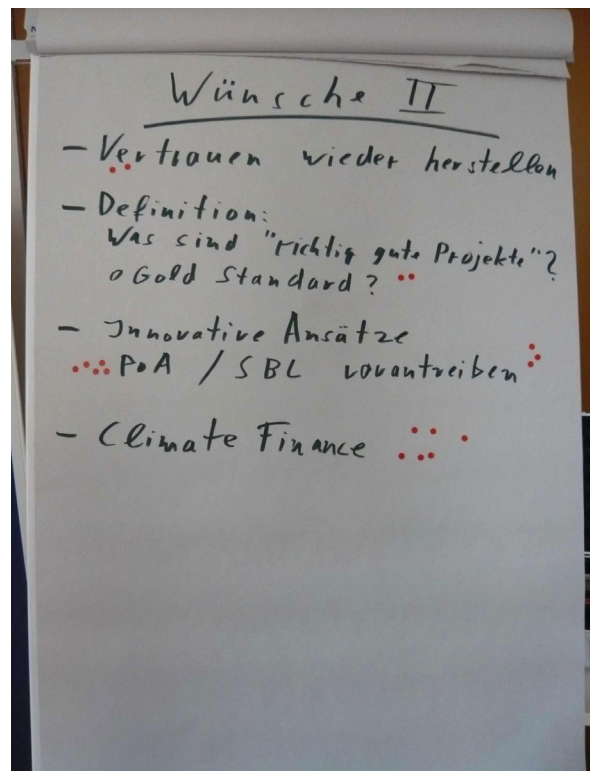 Wünsche II
- Vertrauen wieder herstellen
- Definition:
Was sind "richtig gute Projekte"?
o Gold Standard?
- Innovative Ansätze
PoA / SBL vorantreiben
- Climate Finance